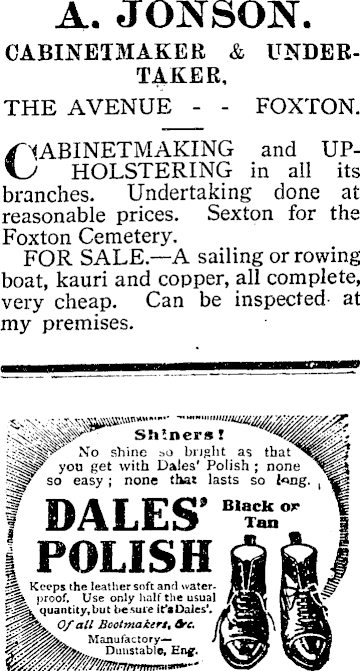 A. JONSON.
CABINETMAKER & UNDER-
TAKER,
THE AVENUE - - FOXTON.
CABINETMAKING and UP-
HOLSTERING in all its
branches. Undertaking done at
reasonable prices. Sexton for the
Foxton Cemetery.
FOR SALE.—A sailing or rowing
boat, kauri and copper, all complete,
very cheap. Can be inspected at
my premises.
Shiners!
No shine so bright as that
you get with Dales' Polish; none
so easy; none that lasts so long.
DALES'
POLISH
Black or
Tan
Keeps the leather soft and water-
proof. Use only half the usual
quantity, but be sure it's Dales'.
Of all Bootmakers, &c.
Manufactory—
Dunstable, Eng.